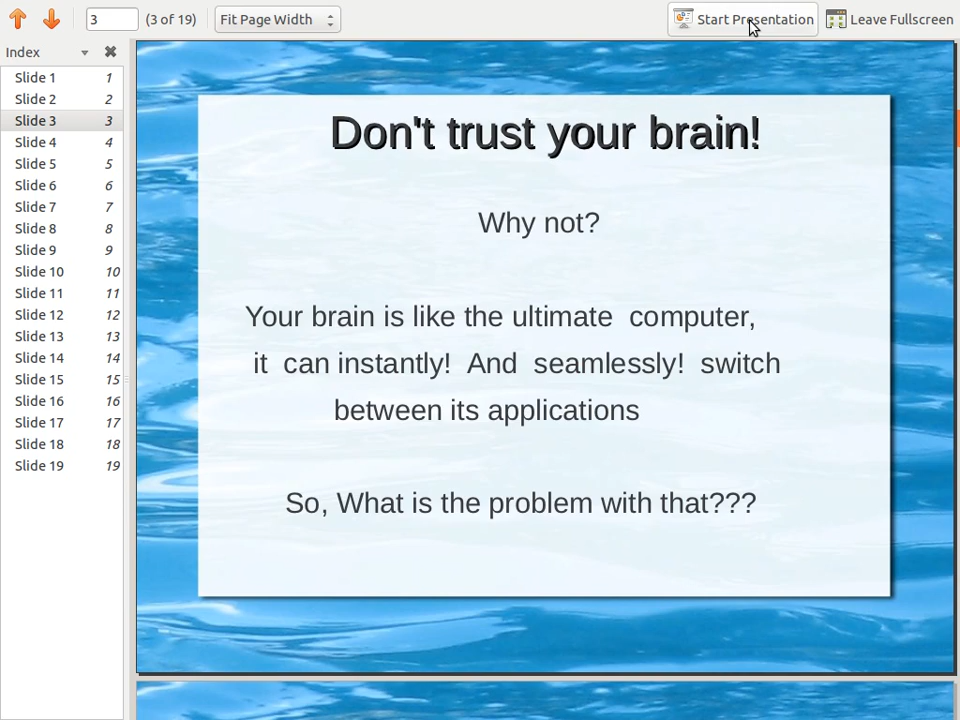 3 (3 of 19) Fit Page Width Start Presentation Leave Fullscreen
Index
Slide 1 1
Slide 2 2
Slide 3 3
Slide 4 4
Slide 5 5
Slide 6 6
Slide 7 7
Slide 8 8
Slide 9 9
Slide 10 10
Slide 11 11
Slide 12 12
Slide 13 13
Slide 14 14
Slide 15 15
Slide 16 16
Slide 17 17
Slide 18 18
Slide 19 19
Don't trust your brain!
Why not?
Your brain is like the ultimate computer,
it can instantly! And seamlessly! switch
between its applications
So, What is the problem with that???